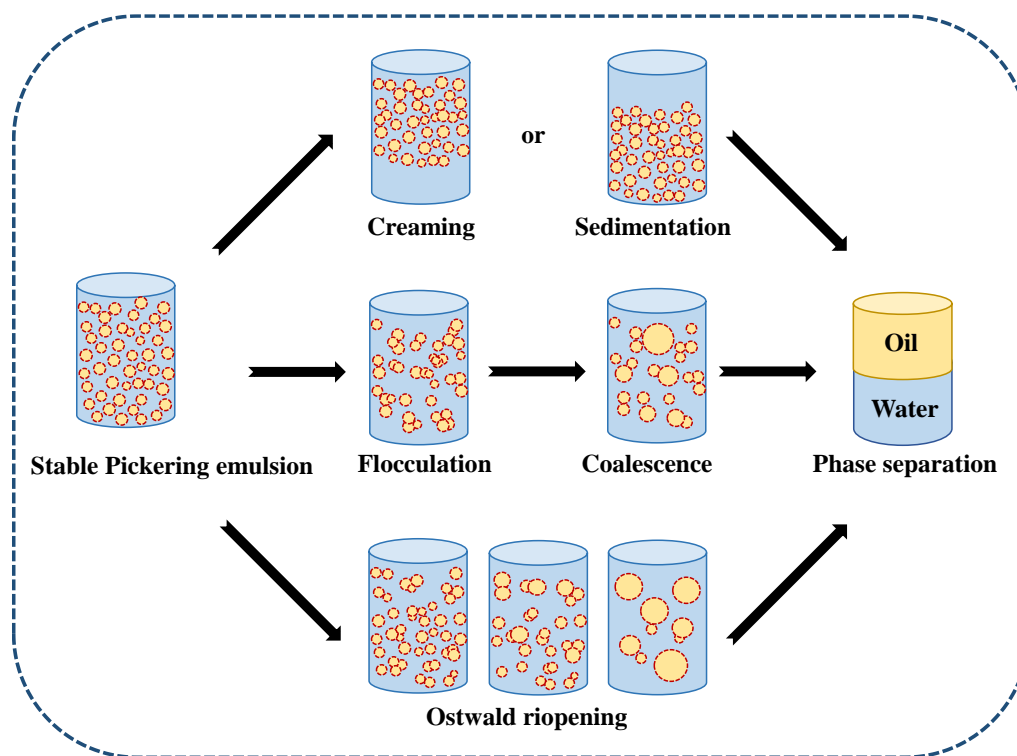 or
Creaming
Sedimentation
Oil
Water
Stable Pickering emulsion
Flocculation
Coalescence
Phase separation
Ostwald riopening